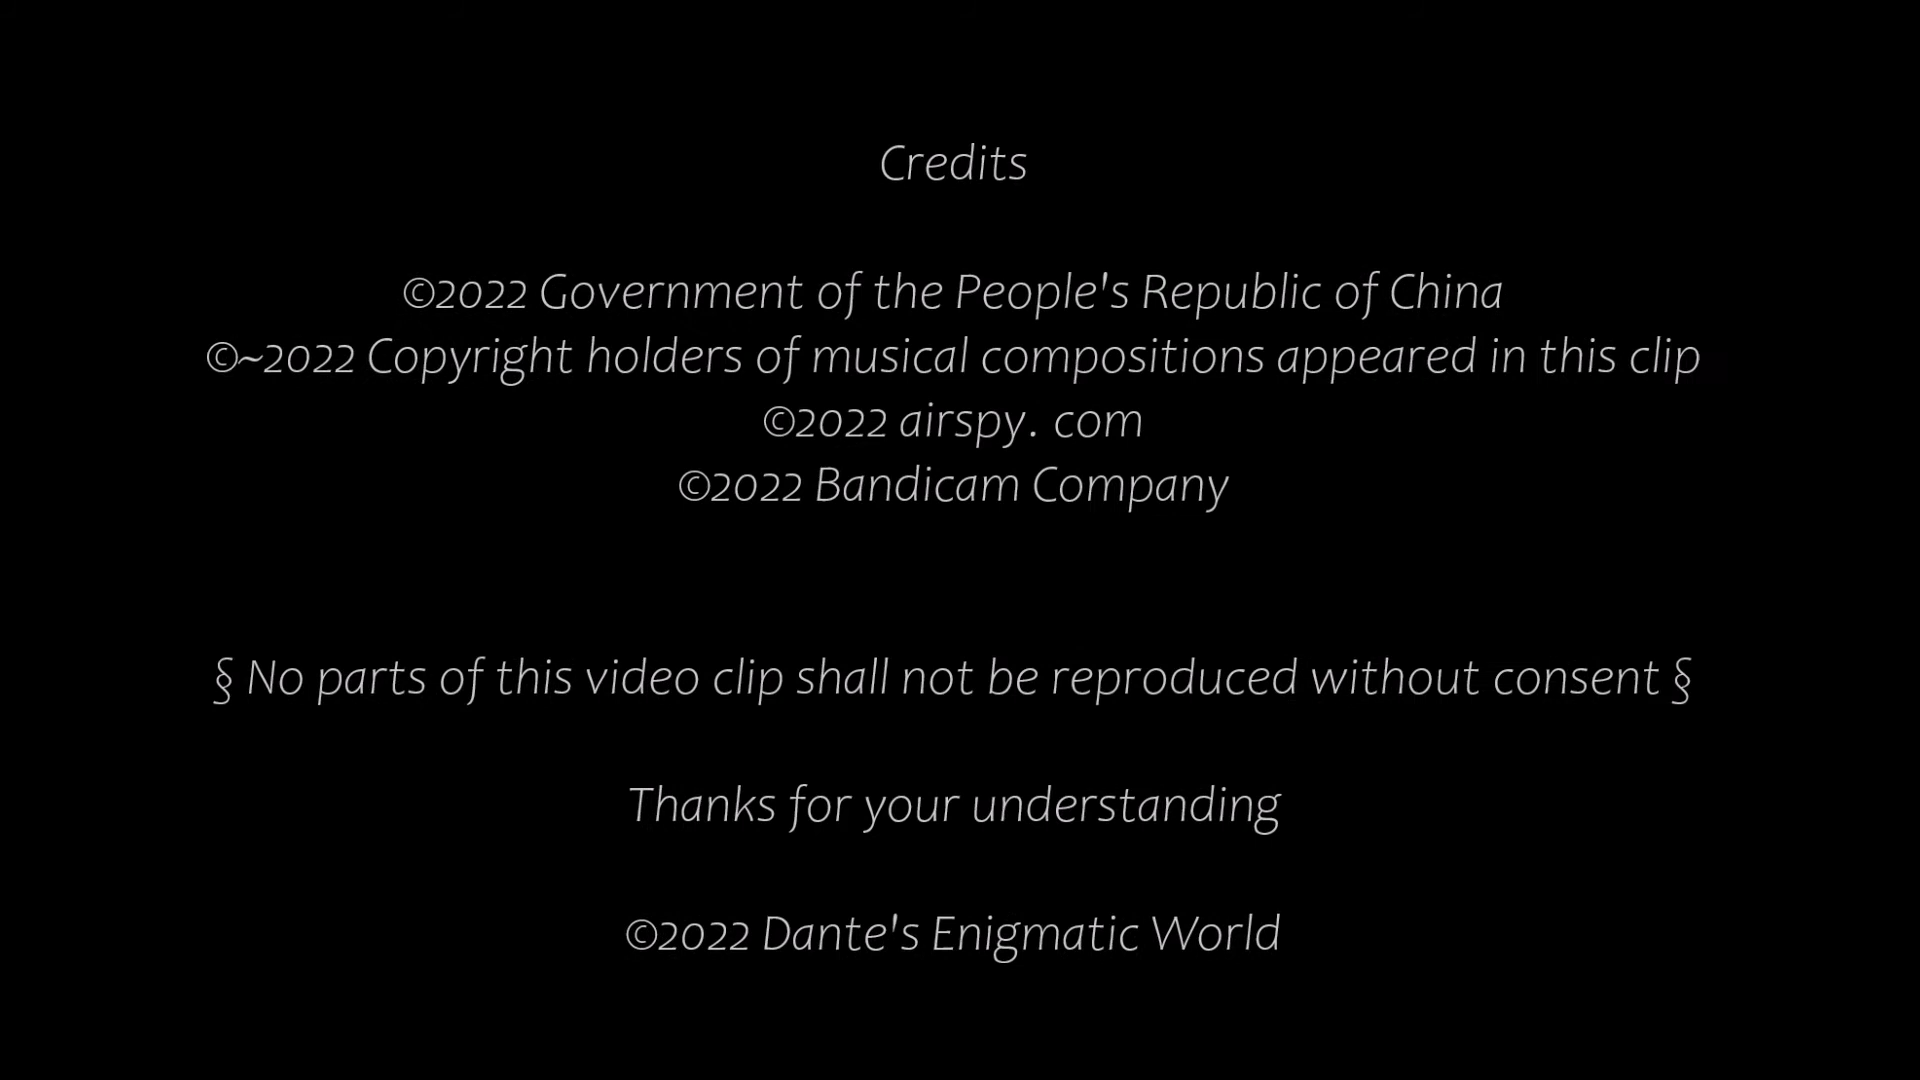 Credits
©2022 Government of the People's Republic of China
©~2022 Copyright holders of musical compositions appeared in this clip
©2022 airspy. com
©2022 Bandicam Company
§ No parts of this video clip shall not be reproduced without consent §
Thanks for your understanding
©2022 Dante's Enigmatic World